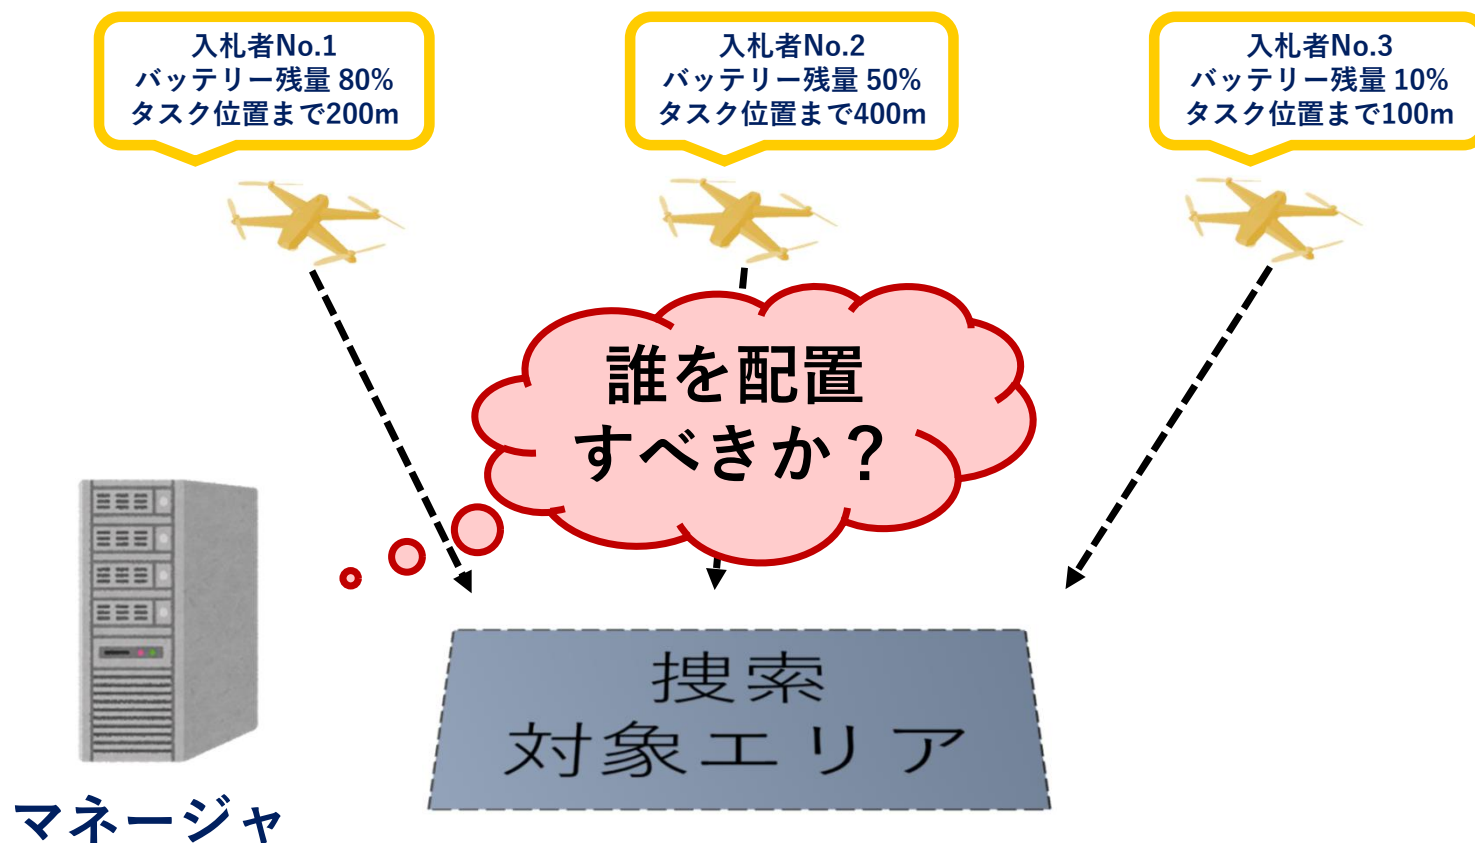 入札者No.1
バッテリー残量 80%
タスク位置まで200m
入札者No.2
バッテリー残量 50%
タスク位置まで400m
入札者No.3
バッテリー残量 10%
タスク位置まで100m
誰を配置
すべきか？
捜索
対象エリア
マネージャ